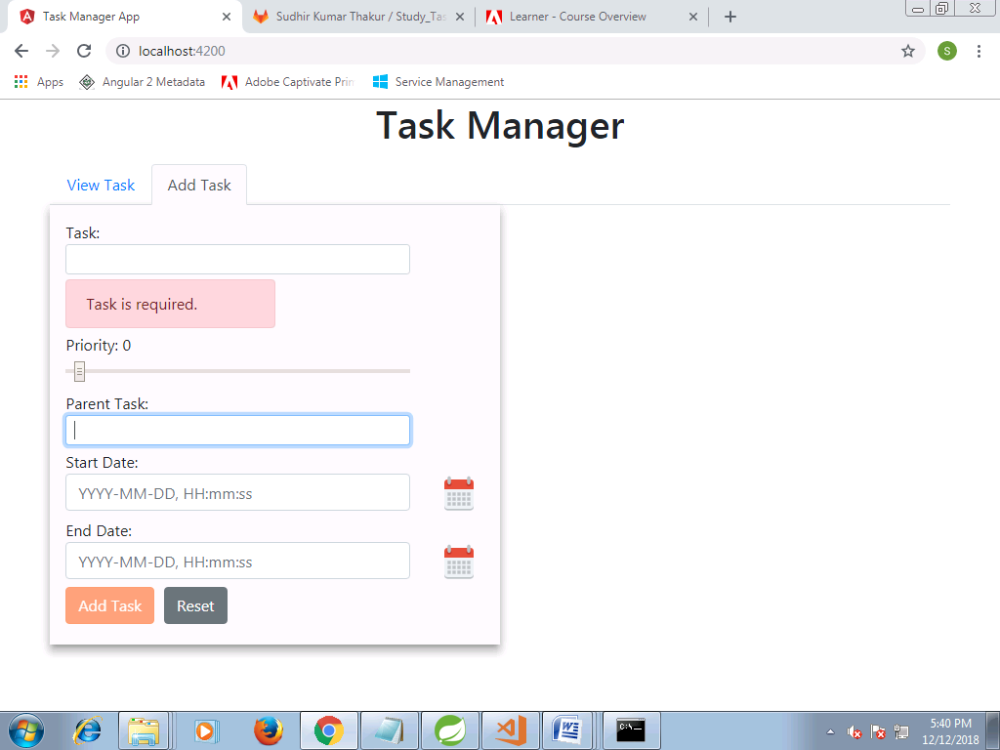 Task Manager App
Sudhir Kumar Thakur / Study_Tas
Learner - Course Overview
localhost:4200
S
Apps
Angular 2 Metadata
Adobe Captivate Prim
Service Management
Task Manager
View Task
Add Task
Task:
Task is required.
Priority: 0
Parent Task:
Start Date:
YYYY-MM-DD, HH:mm:ss
End Date:
YYYY-MM-DD, HH:mm:ss
Add Task Reset
5:40 PM
12/12/2018